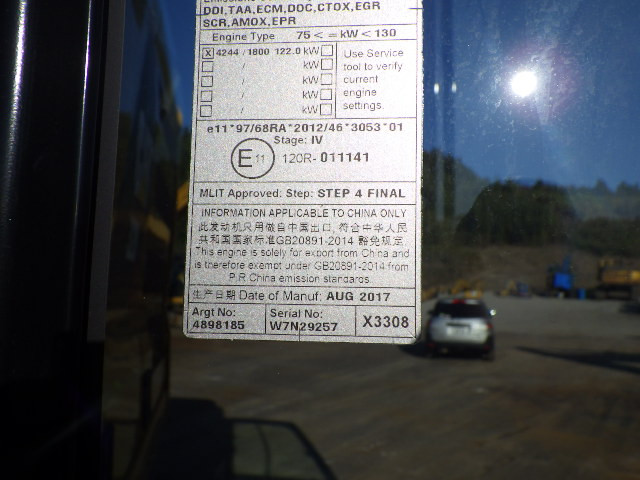 DDI,TAA,ECM,DDC,CTOX,EGR
SCR,AMOX,EPR
Engine Type 75 < = kW < 130
X 4244 / 1800 122.0 kW
/ kW
/ kW
/ kW
/ kW
Use Service
tool to verify
current
engine
settings.
e11*97/68RA*2012/46*3053*01
Stage: IV
E11 120R-011141
MLIT Approved: Step: STEP 4 FINAL
INFORMATION APPLICABLE TO CHINA ONLY
此发动机只用做自中国出口, 符合中华人民
共和国国家标准GB20891-2014 豁免规定.
This engine is solely for export from China and
is therefore exempt under GB20891-2014 from
P.R.China emission standards.
生产日期 Date of Manuf: AUG 2017
Argt No:
4898185
Serial No:
W7N29257
X3308